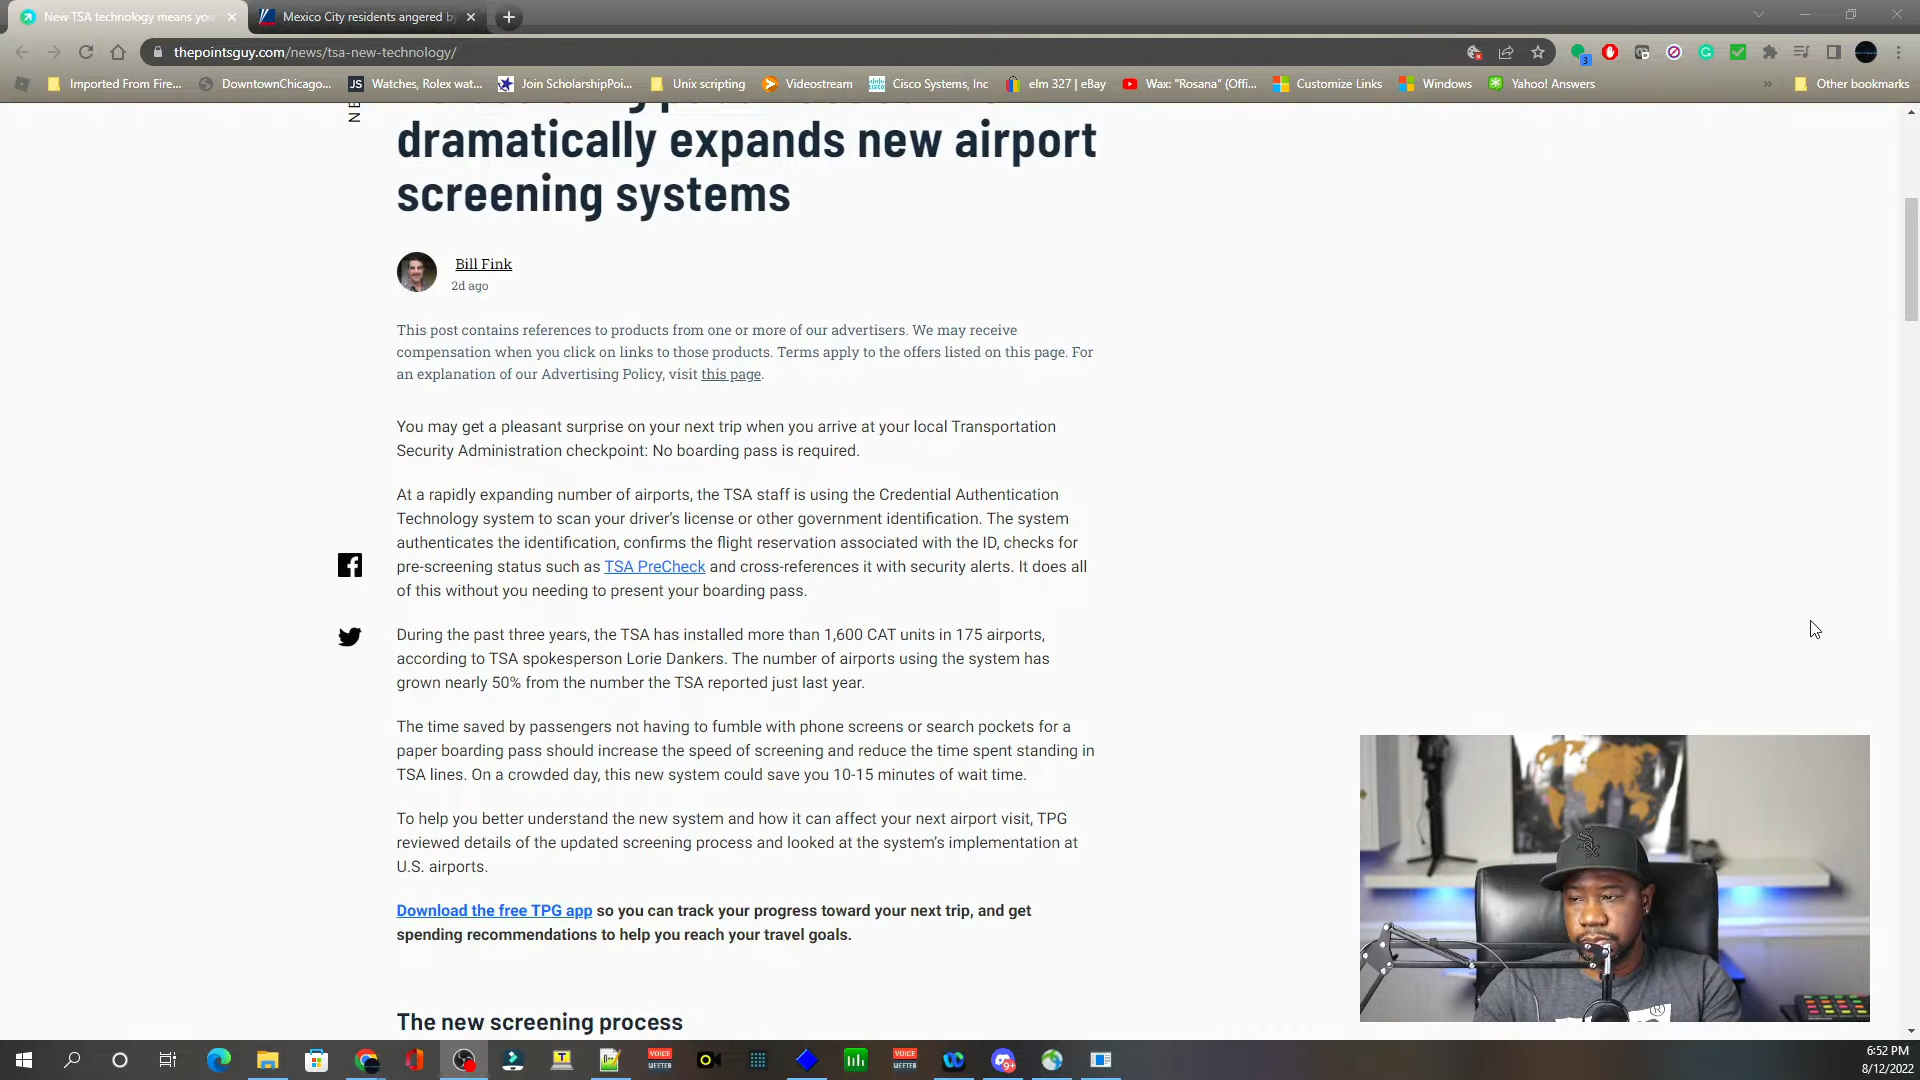 New TSA technology means you
Mexico City residents angered by
thepointsguy.com/news/tsa-new-technology/
3
Imported From Fire...
DowntownChicago...
JS
Watches, Rolex wat...
Join ScholarshipPoi...
Unix scripting
Videostream
Cisco Systems, Inc
elm 327 | eBay
Wax: "Rosana" (Offi...
Customize Links
Windows
Yahoo! Answers
»
Other bookmarks
dramatically expands new airport
screening systems
Bill Fink
2d ago
This post contains references to products from one or more of our advertisers. We may receive
compensation when you click on links to those products. Terms apply to the offers listed on this page. For
an explanation of our Advertising Policy, visit this page.
You may get a pleasant surprise on your next trip when you arrive at your local Transportation
Security Administration checkpoint: No boarding pass is required.
At a rapidly expanding number of airports, the TSA staff is using the Credential Authentication
Technology system to scan your driver's license or other government identification. The system
authenticates the identification, confirms the flight reservation associated with the ID, checks for
pre-screening status such as TSA PreCheck and cross-references it with security alerts. It does all
of this without you needing to present your boarding pass.
During the past three years, the TSA has installed more than 1,600 CAT units in 175 airports,
according to TSA spokesperson Lorie Dankers. The number of airports using the system has
grown nearly 50% from the number the TSA reported just last year.
The time saved by passengers not having to fumble with phone screens or search pockets for a
paper boarding pass should increase the speed of screening and reduce the time spent standing in
TSA lines. On a crowded day, this new system could save you 10-15 minutes of wait time.
To help you better understand the new system and how it can affect your next airport visit, TPG
reviewed details of the updated screening process and looked at the system's implementation at
U.S. airports.
Download the free TPG app so you can track your progress toward your next trip, and get
spending recommendations to help you reach your travel goals.
The new screening process
VOICE
MEETER
VOICE
MEETER
9+
6:52 PM
8/12/2022